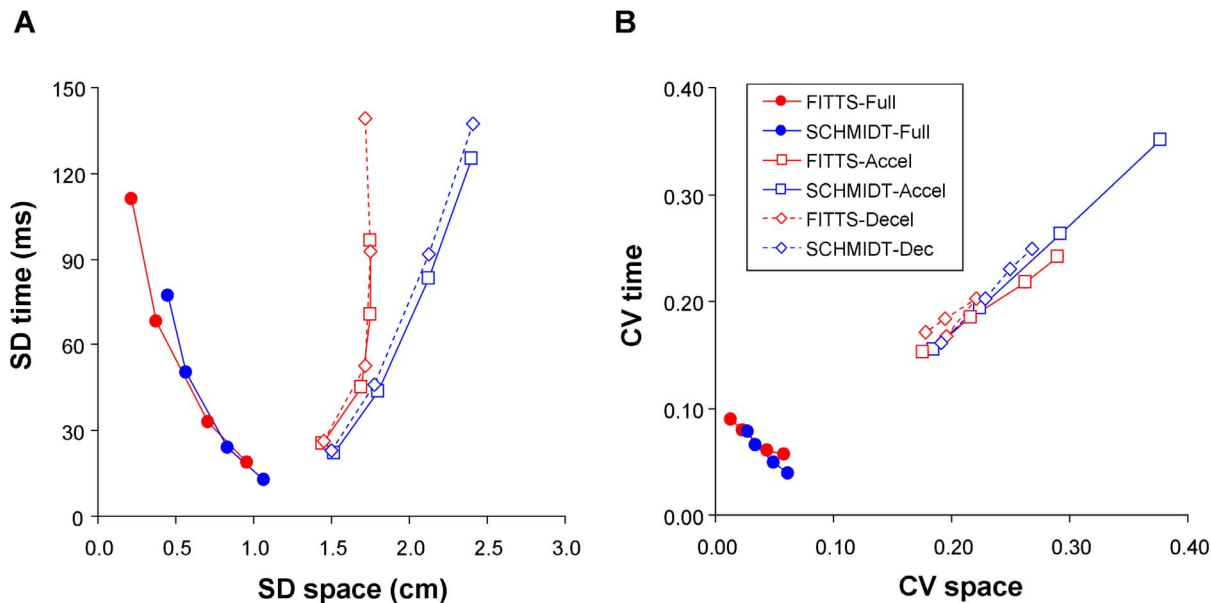 A
SD time (ms)
150
120
90
60
30
0
0.0 0.5 1.0 1.5 2.0 2.5 3.0
SD space (cm)
B
CV time
0.40
0.30
0.20
0.10
0.00
FITTS-Full
SCHMIDT-Full
FITTS-Accel
SCHMIDT-Accel
FITTS-Decel
SCHMIDT-Dec
0.00 0.10 0.20 0.30 0.40
CV space